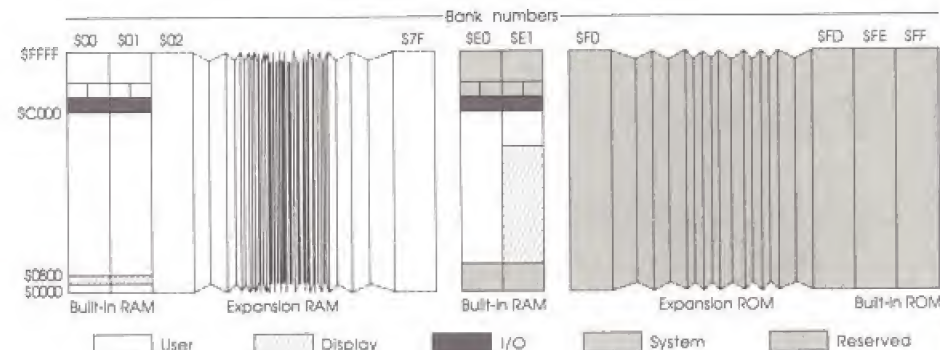 Bank numbers
$00 $01 $02 $7F $E0 $E1 $F0 $FD $FE $FF
$FFFF
$C000
$0800
$0000
Built-in RAM Expansion RAM Built-in RAM Expansion ROM Built-in ROM
User Display I/O System Reserved